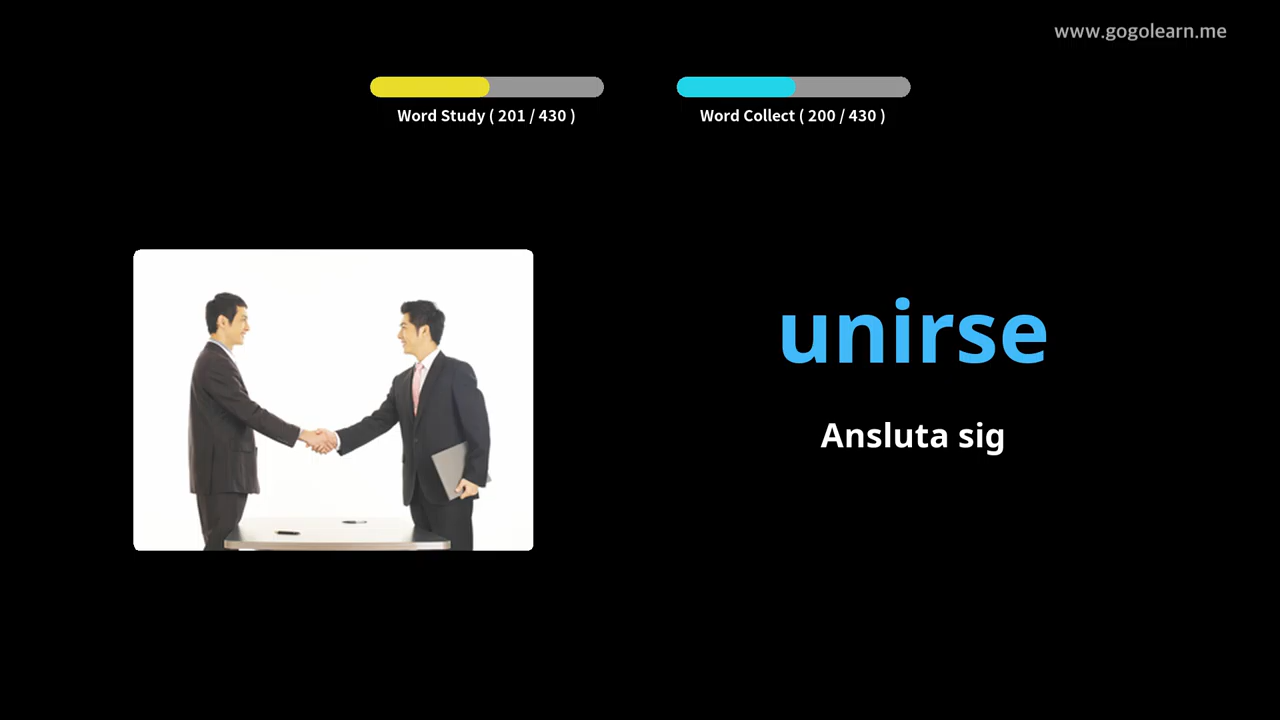 www.gogolearn.me
Word Study ( 201 / 430 )
Word Collect ( 200 / 430 )
unirse
Ansluta sig